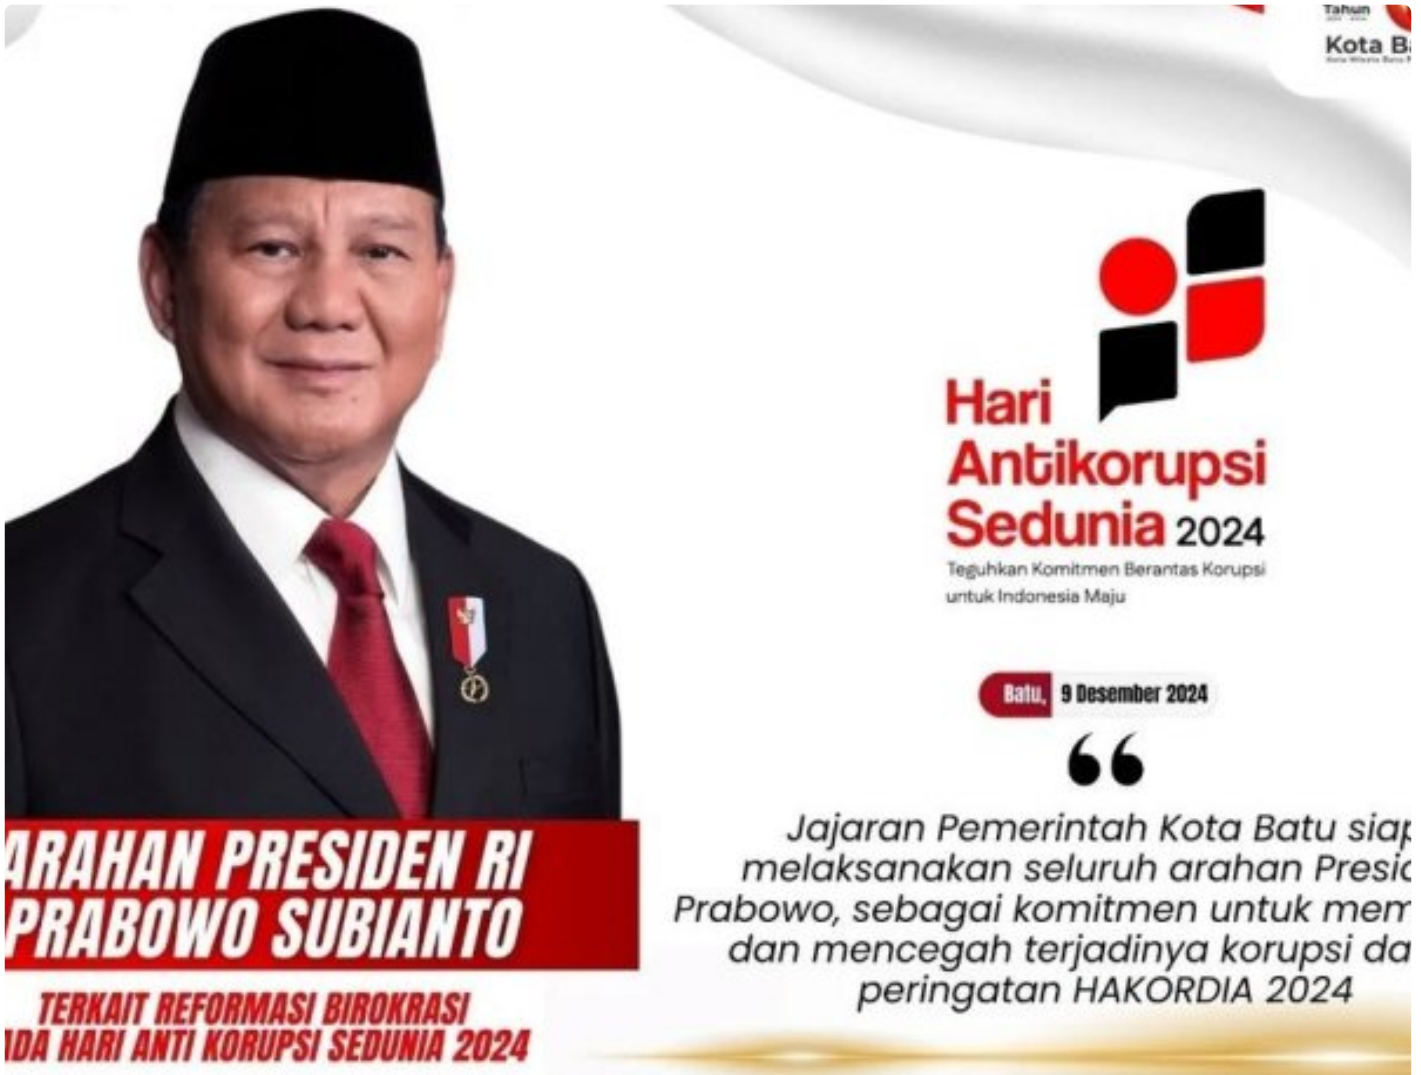 Tahun
Kota B
Hari
Antikorupsi
Sedunia 2024
Teguhkan Komitmen Berantas Korupsi
untuk Indonesia Maju
Batu, 9 Desember 2024
“
Jajaran Pemerintah Kota Batu siap
melaksanakan seluruh arahan Presid
Prabowo, sebagai komitmen untuk mem
dan mencegah terjadinya korupsi da
peringatan HAKORDIA 2024
ARAHAN PRESIDEN RI
PRABOWO SUBIANTO
TERKAIT REFORMASI BIROKRASI
DA HARI ANTI KORUPSI SEDUNIA 2024